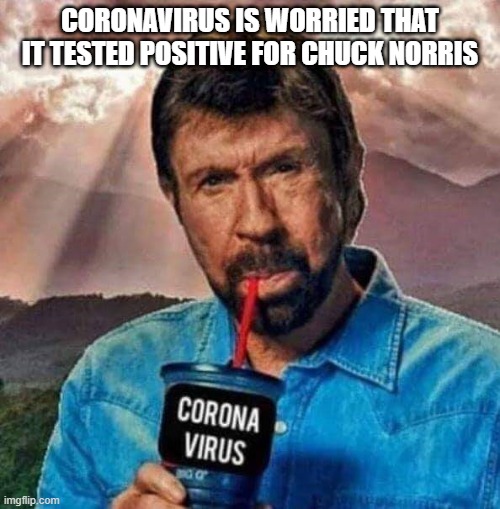 CORONAVIRUS IS WORRIED THAT
IT TESTED POSITIVE FOR CHUCK NORRIS
CORONA
VIRUS
imgflip.com